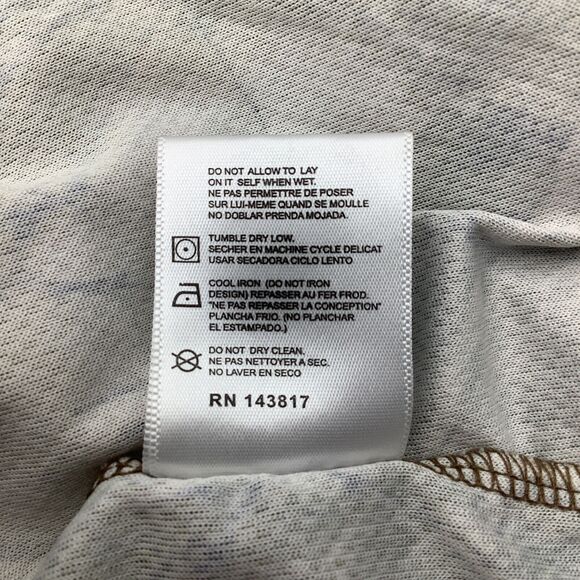 DO NOT ALLOW TO LAY
ON IT SELF WHEN WET.
NE PAS PERMETTRE DE POSER
SUR LUI-MEME QUAND SE MOULLE
NO DOBLAR PRENDA MOJADA.
TUMBLE DRY LOW.
SECHER EN MACHINE CYCLE DELICAT
USAR SECADORA CICLO LENTO
COOL IRON (DO NOT IRON
DESIGN) REPASSER AU FER FROD.
"NE PAS REPASSER LA CONCEPTION"
PLANCHA FRIO. (NO PLANCHAR
EL ESTAMPADO.)
DO NOT DRY CLEAN.
NE PAS NETTOYER A SEC.
NO LAVER EN SECO
RN 143817